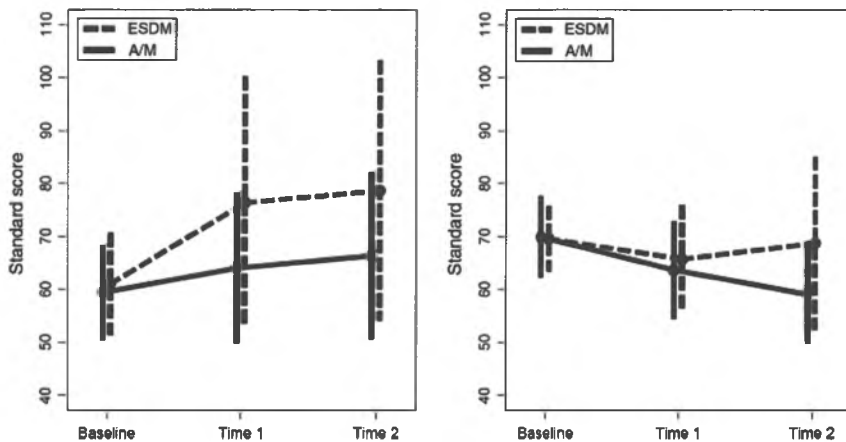 110
100
90
80
70
60
50
40
Standard score
ESDM
A/M
Baseline
Time 1
Time 2
110
100
90
80
70
60
50
40
Standard score
ESDM
A/M
Baseline
Time 1
Time 2